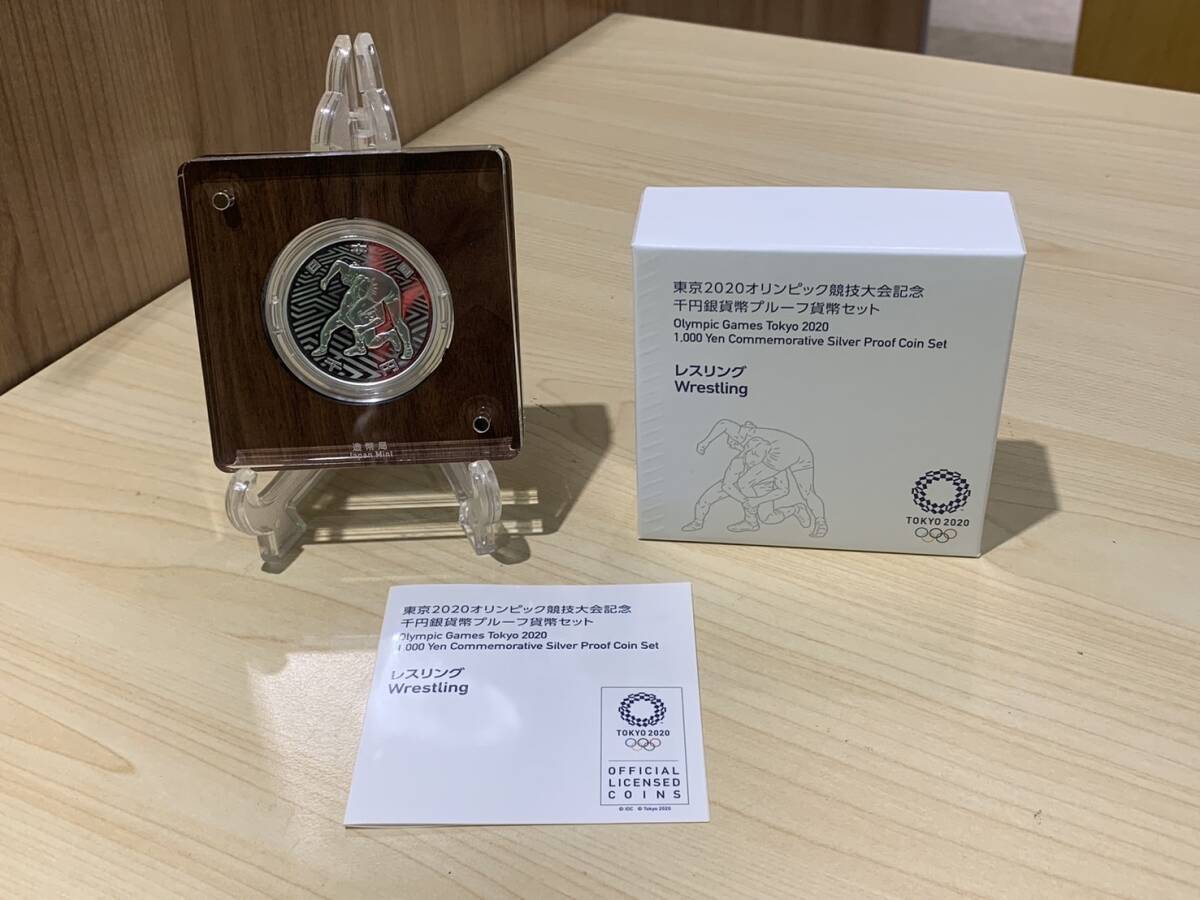 日本国
千円
造幣局
Japan Mint
東京2020オリンピック競技大会記念
千円銀貨幣プルーフ貨幣セット
Olympic Games Tokyo 2020
1,000 Yen Commemorative Silver Proof Coin Set
レスリング
Wrestling
TOKYO 2020
東京2020オリンピック競技大会記念
千円銀貨幣プルーフ貨幣セット
Olympic Games Tokyo 2020
1,000 Yen Commemorative Silver Proof Coin Set
レスリング
Wrestling
TOKYO 2020
OFFICIAL
LICENSED
COINS
© IOC © Tokyo 2020